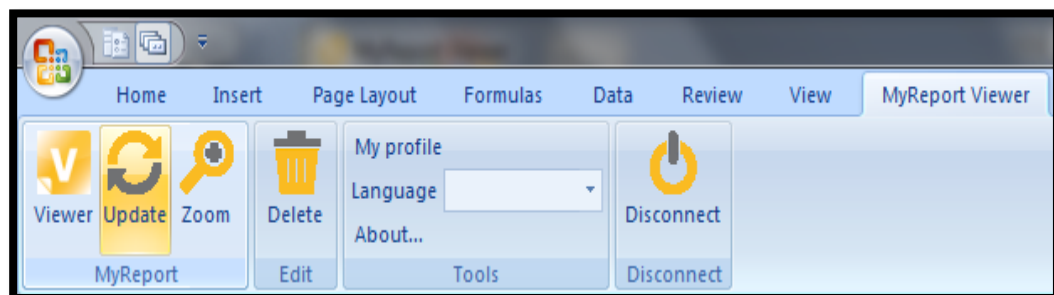 Home Insert Page Layout Formulas Data Review View MyReport Viewer
My profile
Language
Viewer Update Zoom Delete About... Disconnect
MyReport Edit Tools Disconnect